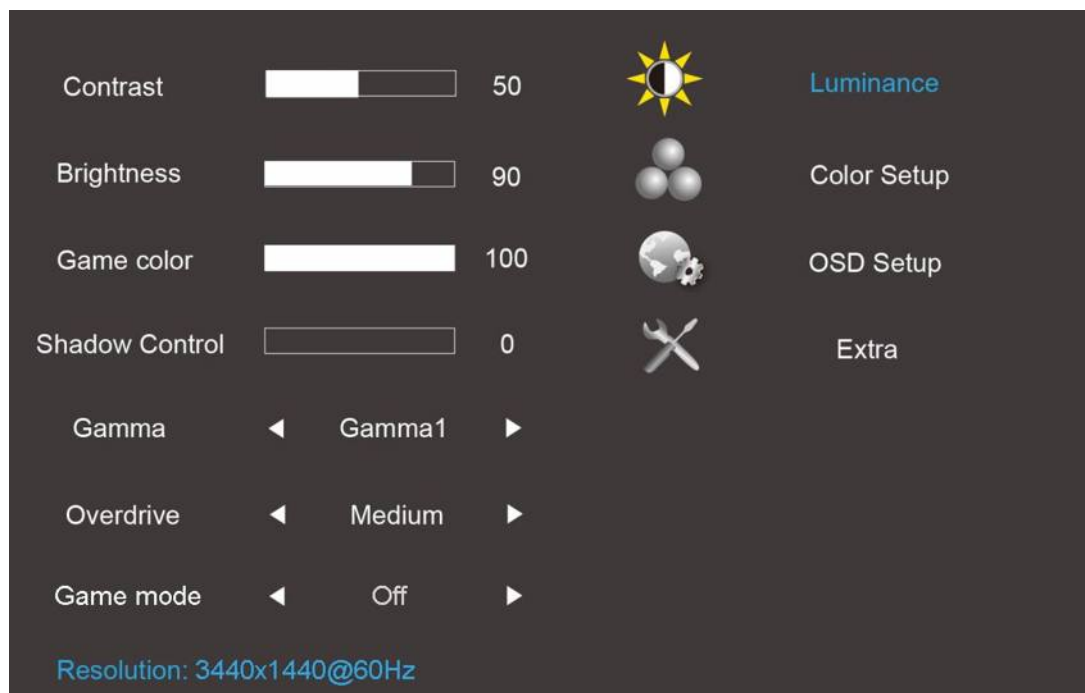 Contrast 50 Luminance
Brightness 90 Color Setup
Game color 100 OSD Setup
Shadow Control 0 Extra
Gamma Gamma1
Overdrive Medium
Game mode Off
Resolution: 3440x1440@60Hz